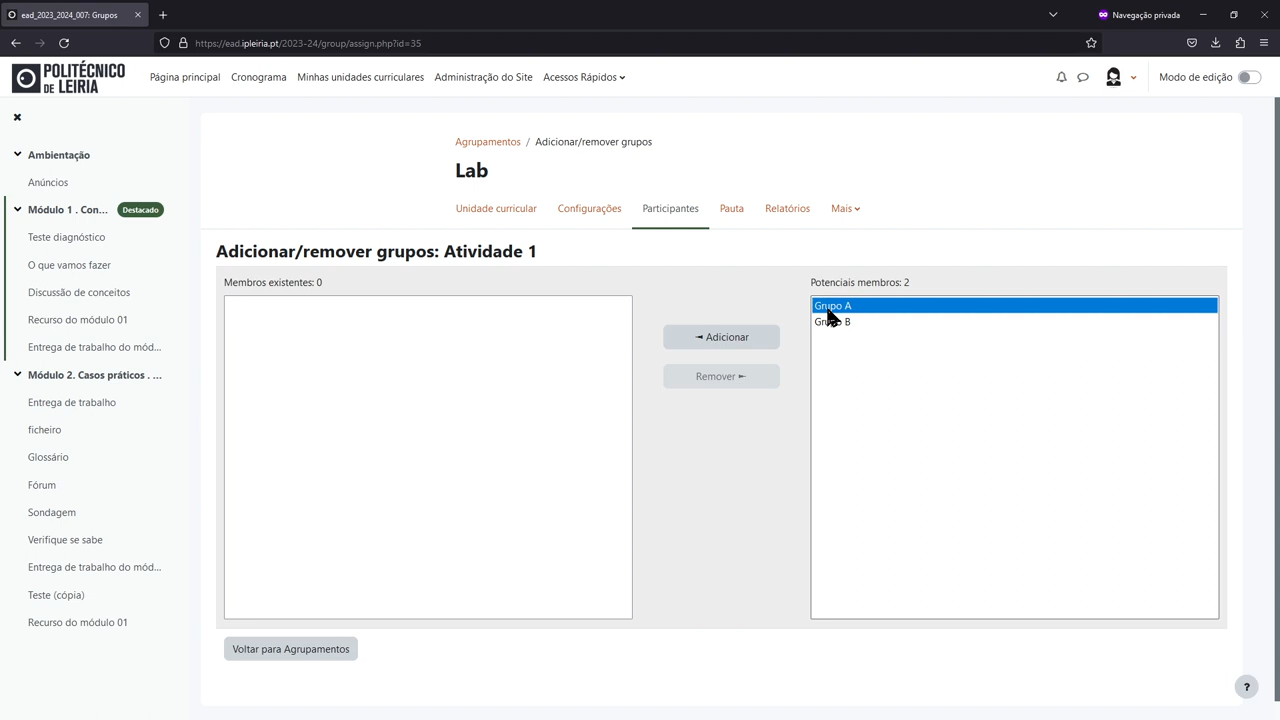 ead_2023_2024_007: Grupos
Navegação privada
https://ead.ipleiria.pt/2023-24/group/assign.php?id=35
POLITÉCNICO
DE LEIRIA
Página principal Cronograma Minhas unidades curriculares Administração do Site Acessos Rápidos
Modo de edição
Ambientação
Anúncios
Módulo 1 . Con... Destacado
Teste diagnóstico
O que vamos fazer
Discussão de conceitos
Recurso do módulo 01
Entrega de trabalho do mód...
Módulo 2. Casos práticos . ...
Entrega de trabalho
ficheiro
Glossário
Fórum
Sondagem
Verifique se sabe
Entrega de trabalho do mód...
Teste (cópia)
Recurso do módulo 01
Agrupamentos / Adicionar/remover grupos
Lab
Unidade curricular Configurações Participantes Pauta Relatórios Mais
Adicionar/remover grupos: Atividade 1
Membros existentes: 0
◄ Adicionar
Remover ►
Potenciais membros: 2
Grupo A
Grupo B
Voltar para Agrupamentos
?